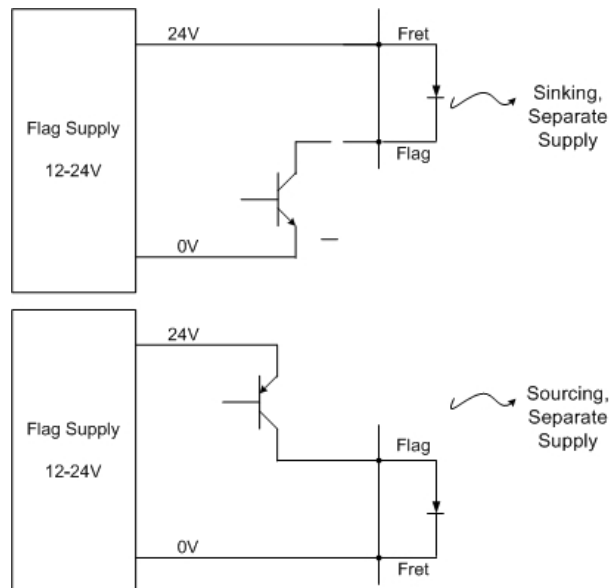 24V
Fret
Flag Supply
12-24V
Sinking,
Separate
Supply
Flag
0V
24V
Flag Supply
12-24V
Sourcing,
Separate
Supply
Flag
0V
Fret